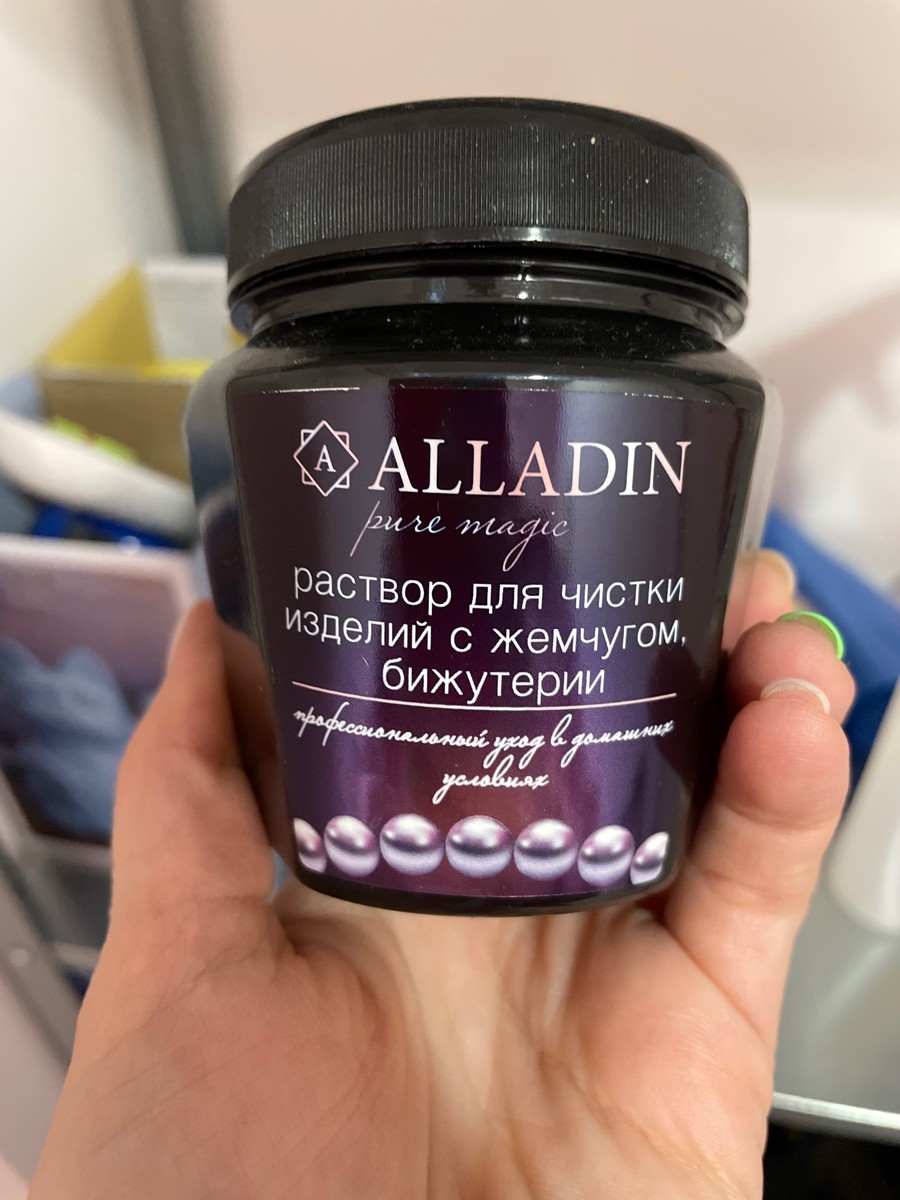 A
ALLADIN
pure magic
раствор для чистки
изделий с жемчугом,
бижутерии
профессиональный уход в домашних
условиях